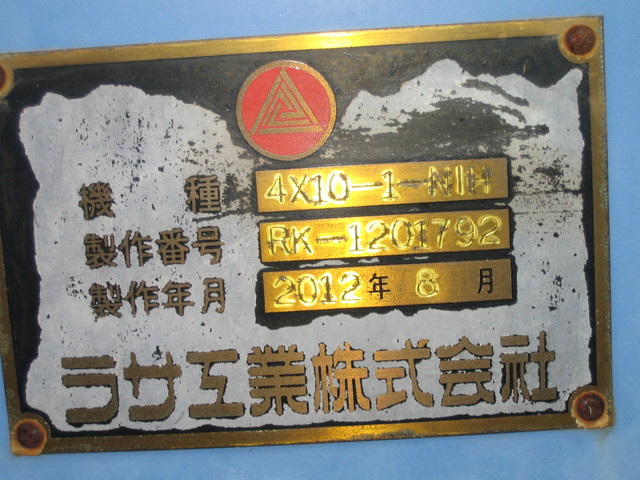 機種 4X10-1-NIH
製作番号 RK-1201792
製作年月 2012年8月
ラサ工業株式会社